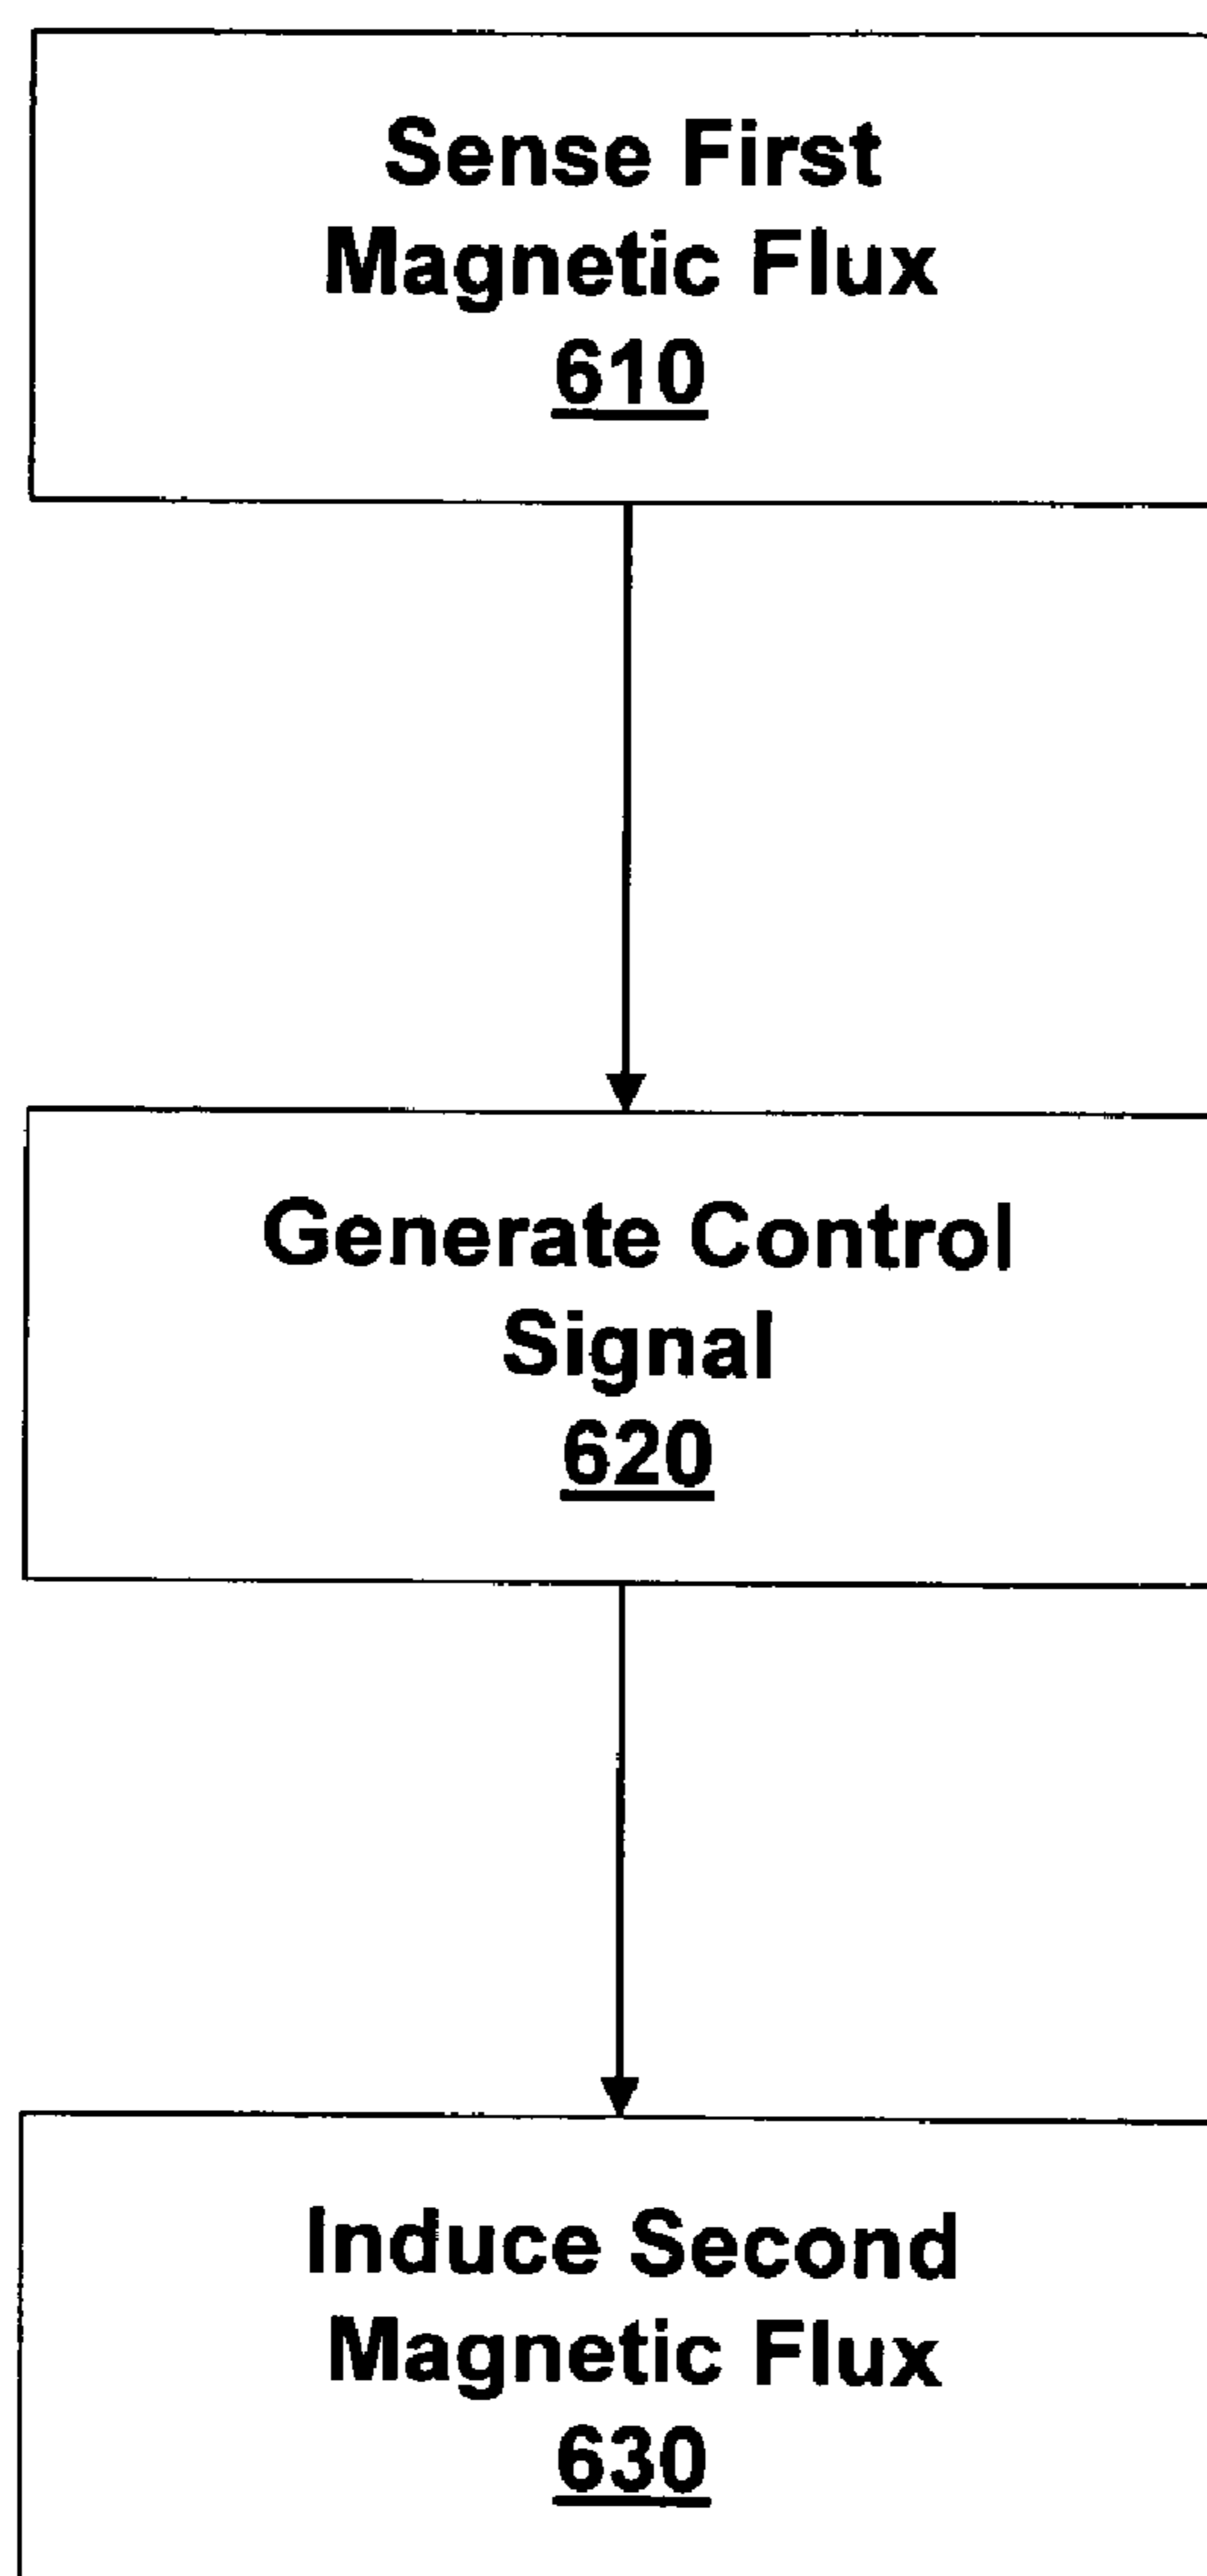 Sense First
Magnetic Flux
610
Generate Control
Signal
620
Induce Second
Magnetic Flux
630